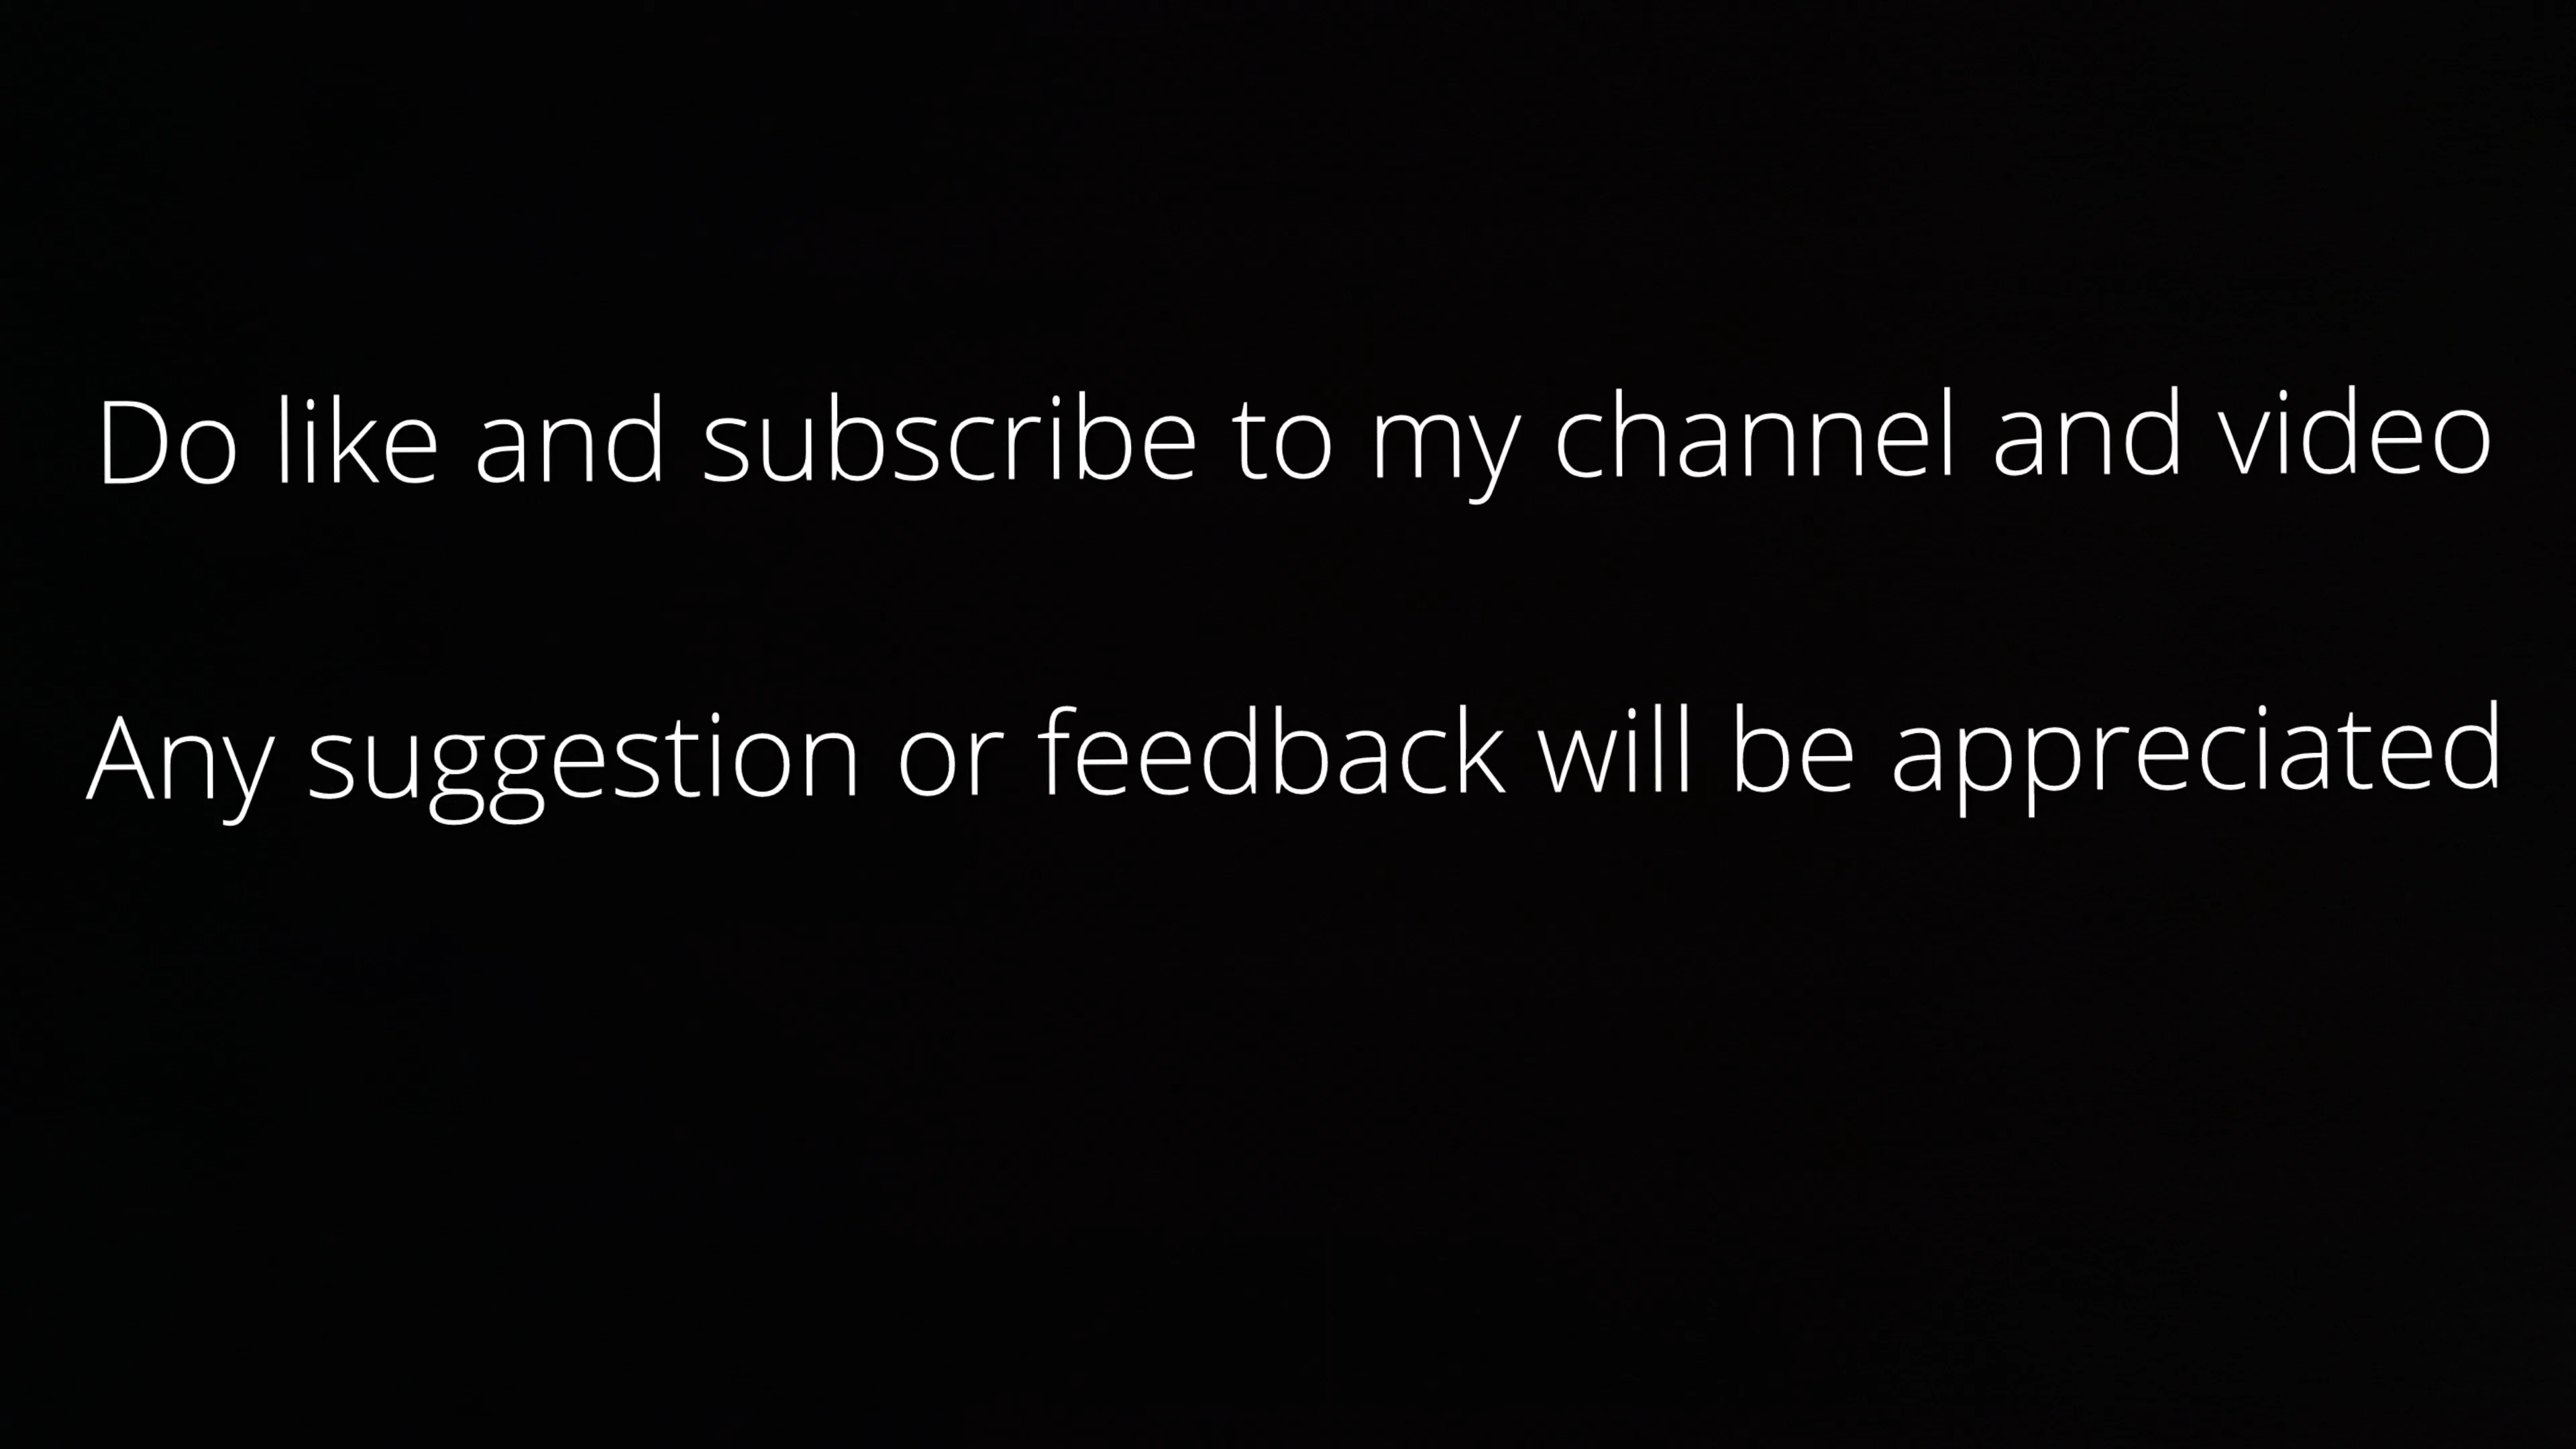 Do like and subscribe to my channel and video
Any suggestion or feedback will be appreciated